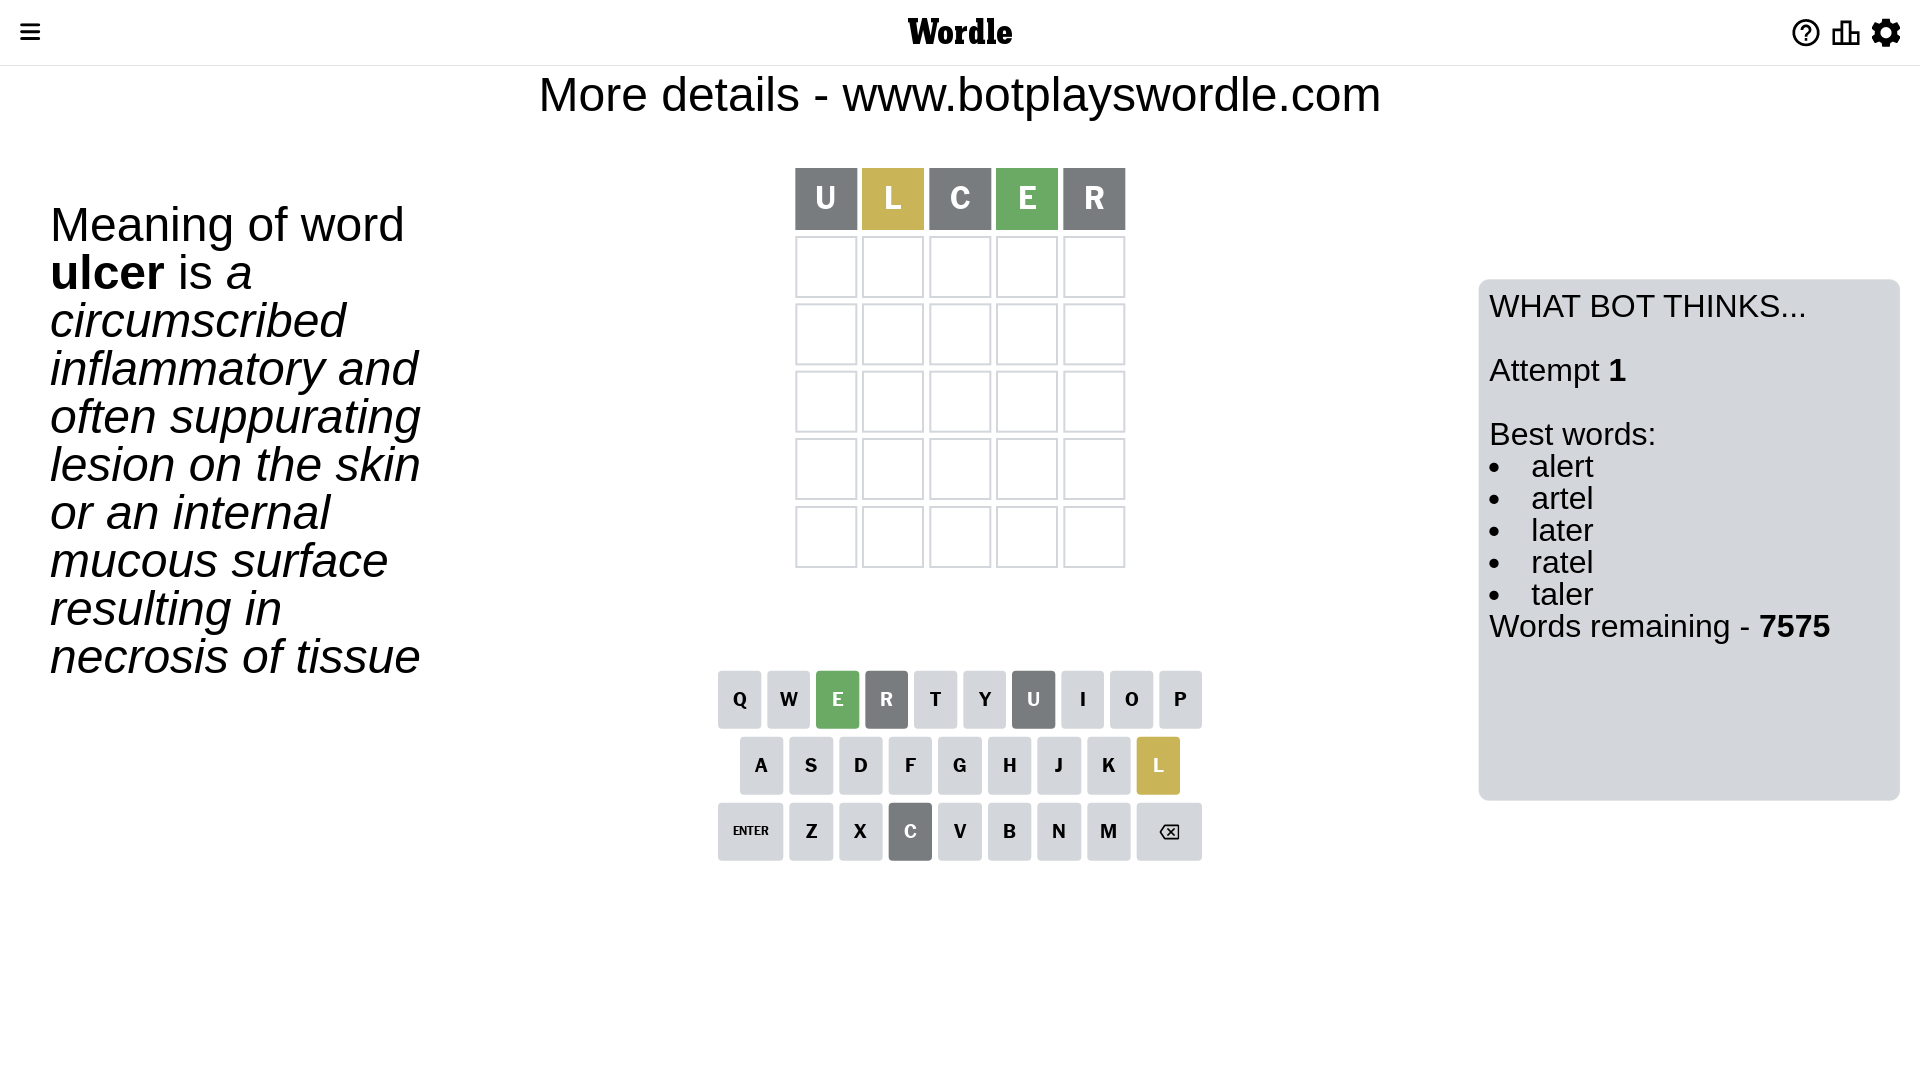 Wordle
More details - www.botplayswordle.com
Meaning of word
ulcer is a
circumscribed
inflammatory and
often suppurating
lesion on the skin
or an internal
mucous surface
resulting in
necrosis of tissue
U L C E R
WHAT BOT THINKS...
Attempt 1
Best words:
• alert
• artel
• later
• ratel
• taler
Words remaining - 7575
Q W E R T Y U I O P
A S D F G H J K L
ENTER Z X C V B N M